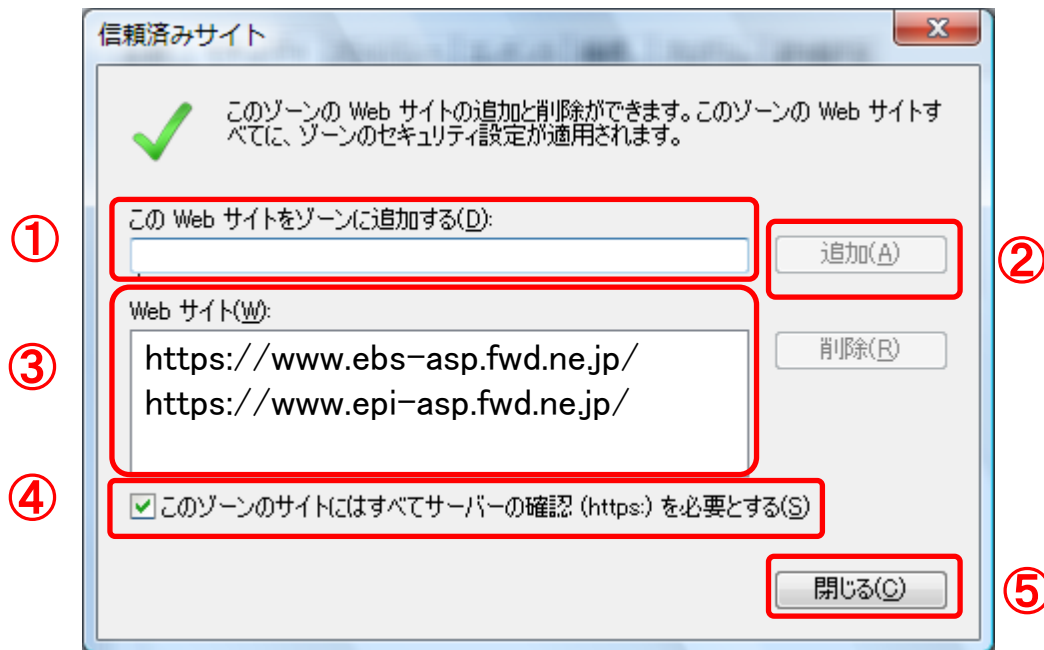 信頼済みサイト
このゾーンの Web サイトの追加と削除ができます。このゾーンの Web サイトす
べてに、ゾーンのセキュリティ設定が適用されます。
①
この Web サイトをゾーンに追加する(D):
追加(A)
②
③
Web サイト(W):
https://www.ebs-asp.fwd.ne.jp/
https://www.epi-asp.fwd.ne.jp/
削除(R)
④
このゾーンのサイトにはすべてサーバーの確認 (https:) を必要とする(S)
閉じる(C)
⑤